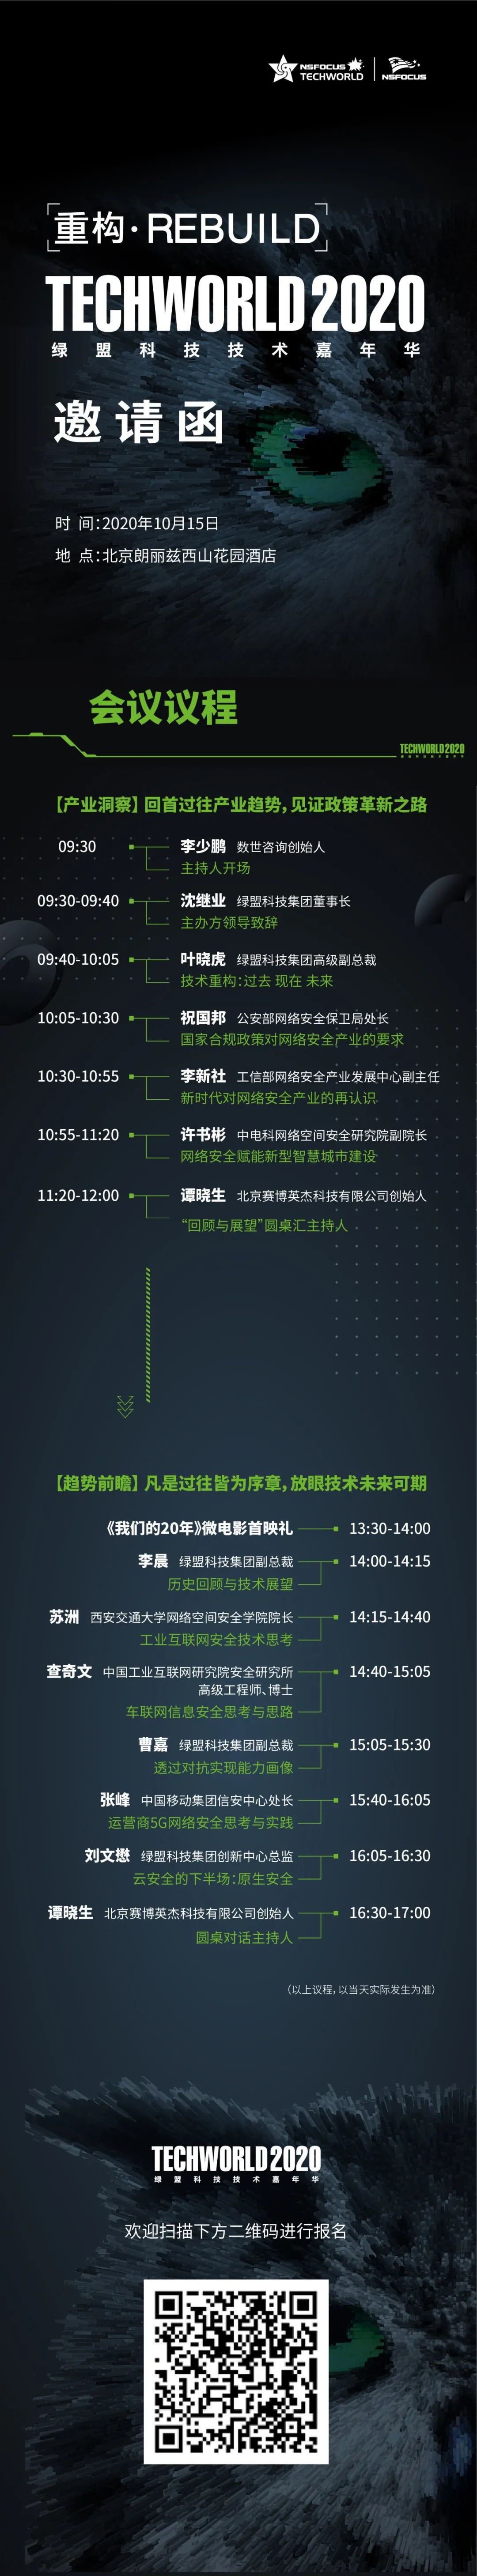 NSFOCUS
TECHWORLD
NSFOCUS
重构·REBUILD
TECHWORLD 2020
绿盟科技技术嘉年华
邀请函
时 间：2020年10月15日
地 点：北京朗丽兹西山花园酒店
会议议程
TECHWORLD 2020
【产业洞察】回首过往产业趋势，见证政策革新之路
09:30 李少鹏 数世咨询创始人
主持人开场
09:30-09:40 沈继业 绿盟科技集团董事长
主办方领导致辞
09:40-10:05 叶晓虎 绿盟科技集团高级副总裁
技术重构：过去 现在 未来
10:05-10:30 祝国邦 公安部网络安全保卫局处长
国家合规政策对网络安全产业的要求
10:30-10:55 李新社 工信部网络安全产业发展中心副主任
新时代对网络安全产业的再认识
10:55-11:20 许书彬 中电科网络空间安全研究院副院长
网络安全赋能新型智慧城市建设
11:20-12:00 谭晓生 北京赛博英杰科技有限公司创始人
“回顾与展望”圆桌汇主持人
【趋势前瞻】凡是过往皆为序章，放眼技术未来可期
《我们的20年》微电影首映礼 13:30-14:00
李晨 绿盟科技集团副总裁 14:00-14:15
历史回顾与技术展望
苏洲 西安交通大学网络空间安全学院院长 14:15-14:40
工业互联网安全技术思考
查奇文 中国工业互联网研究院安全研究所 14:40-15:05
高级工程师、博士
车联网信息安全思考与思路
曹嘉 绿盟科技集团副总裁 15:05-15:30
透过对抗实现能力画像
张峰 中国移动集团信安中心处长 15:40-16:05
运营商5G网络安全思考与实践
刘文懋 绿盟科技集团创新中心总监 16:05-16:30
云安全的下半场：原生安全
谭晓生 北京赛博英杰科技有限公司创始人 16:30-17:00
圆桌对话主持人
（以上议程，以当天实际发生为准）
TECHWORLD 2020
绿盟科技技术嘉年华
欢迎扫描下方二维码进行报名